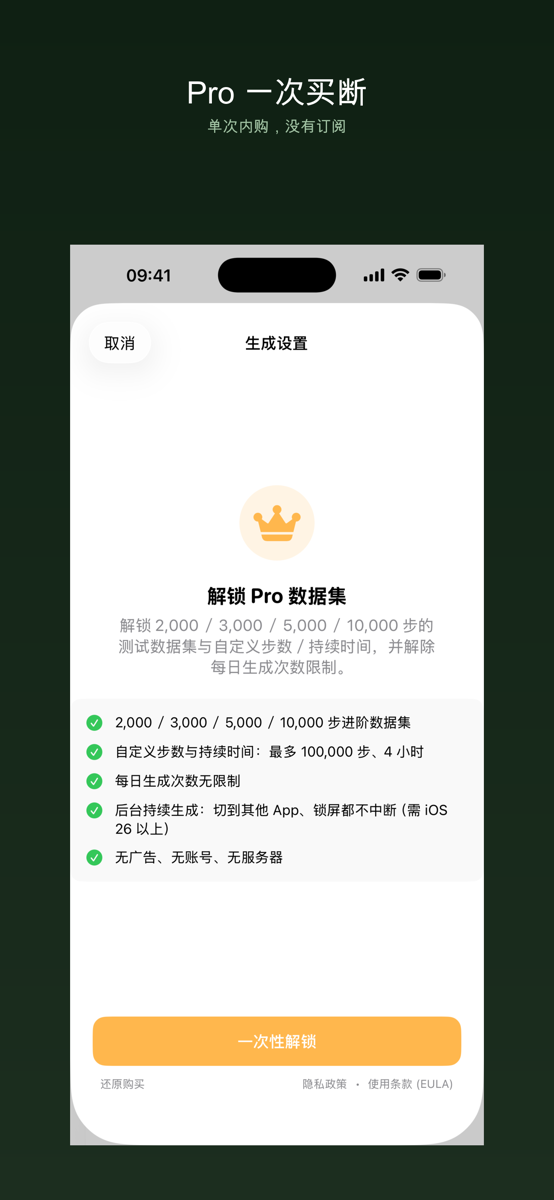 Pro 一次买断
单次内购，没有订阅
09:41
取消
生成设置
解锁 Pro 数据集
解锁 2,000 / 3,000 / 5,000 / 10,000 步的
测试数据集与自定义步数 / 持续时间，并解除
每日生成次数限制。
2,000 / 3,000 / 5,000 / 10,000 步进阶数据集
自定义步数与持续时间：最多 100,000 步、4 小时
每日生成次数无限制
后台持续生成：切到其他 App、锁屏都不中断 (需 iOS
26 以上)
无广告、无账号、无服务器
一次性解锁
还原购买
隐私政策 • 使用条款 (EULA)